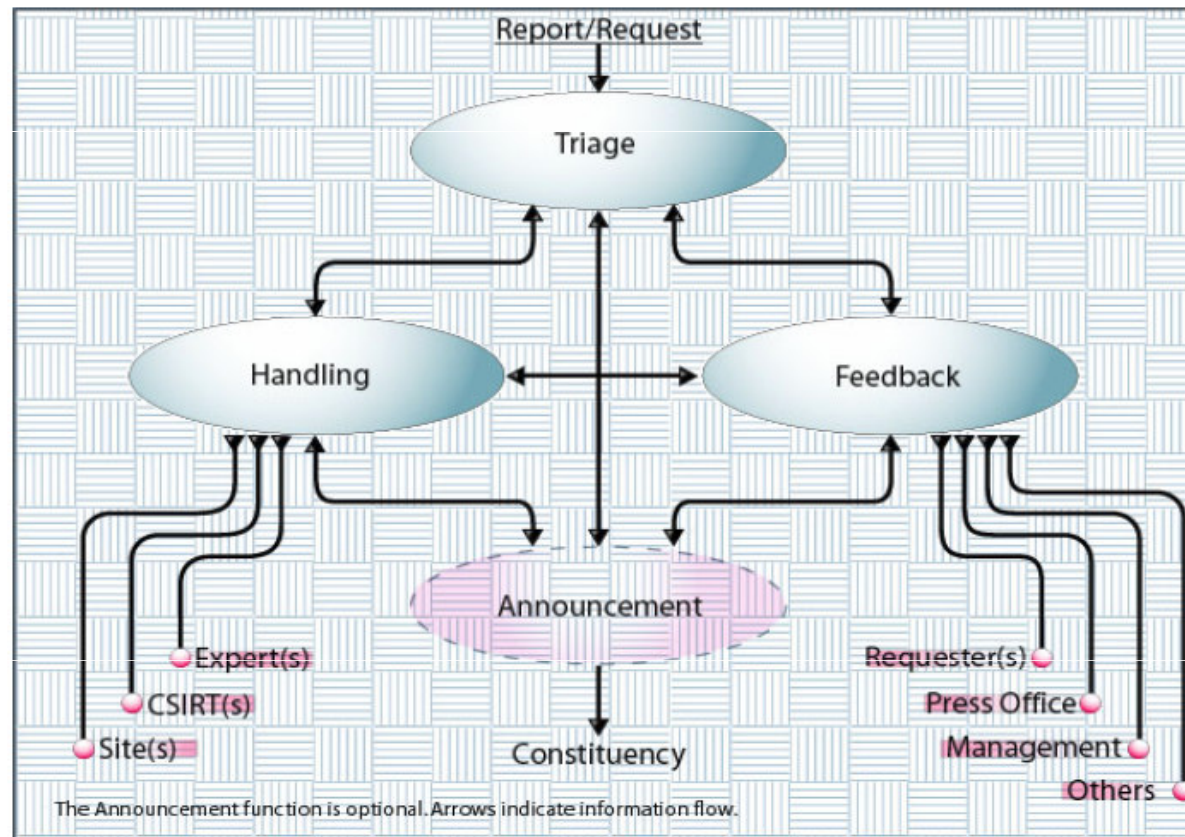 Report/Request
Triage
Handling
Feedback
Announcement
Expert(s)
Requester(s)
CSIRT(s)
Press Office
Site(s)
Constituency
Management
Others
The Announcement function is optional. Arrows indicate information flow.